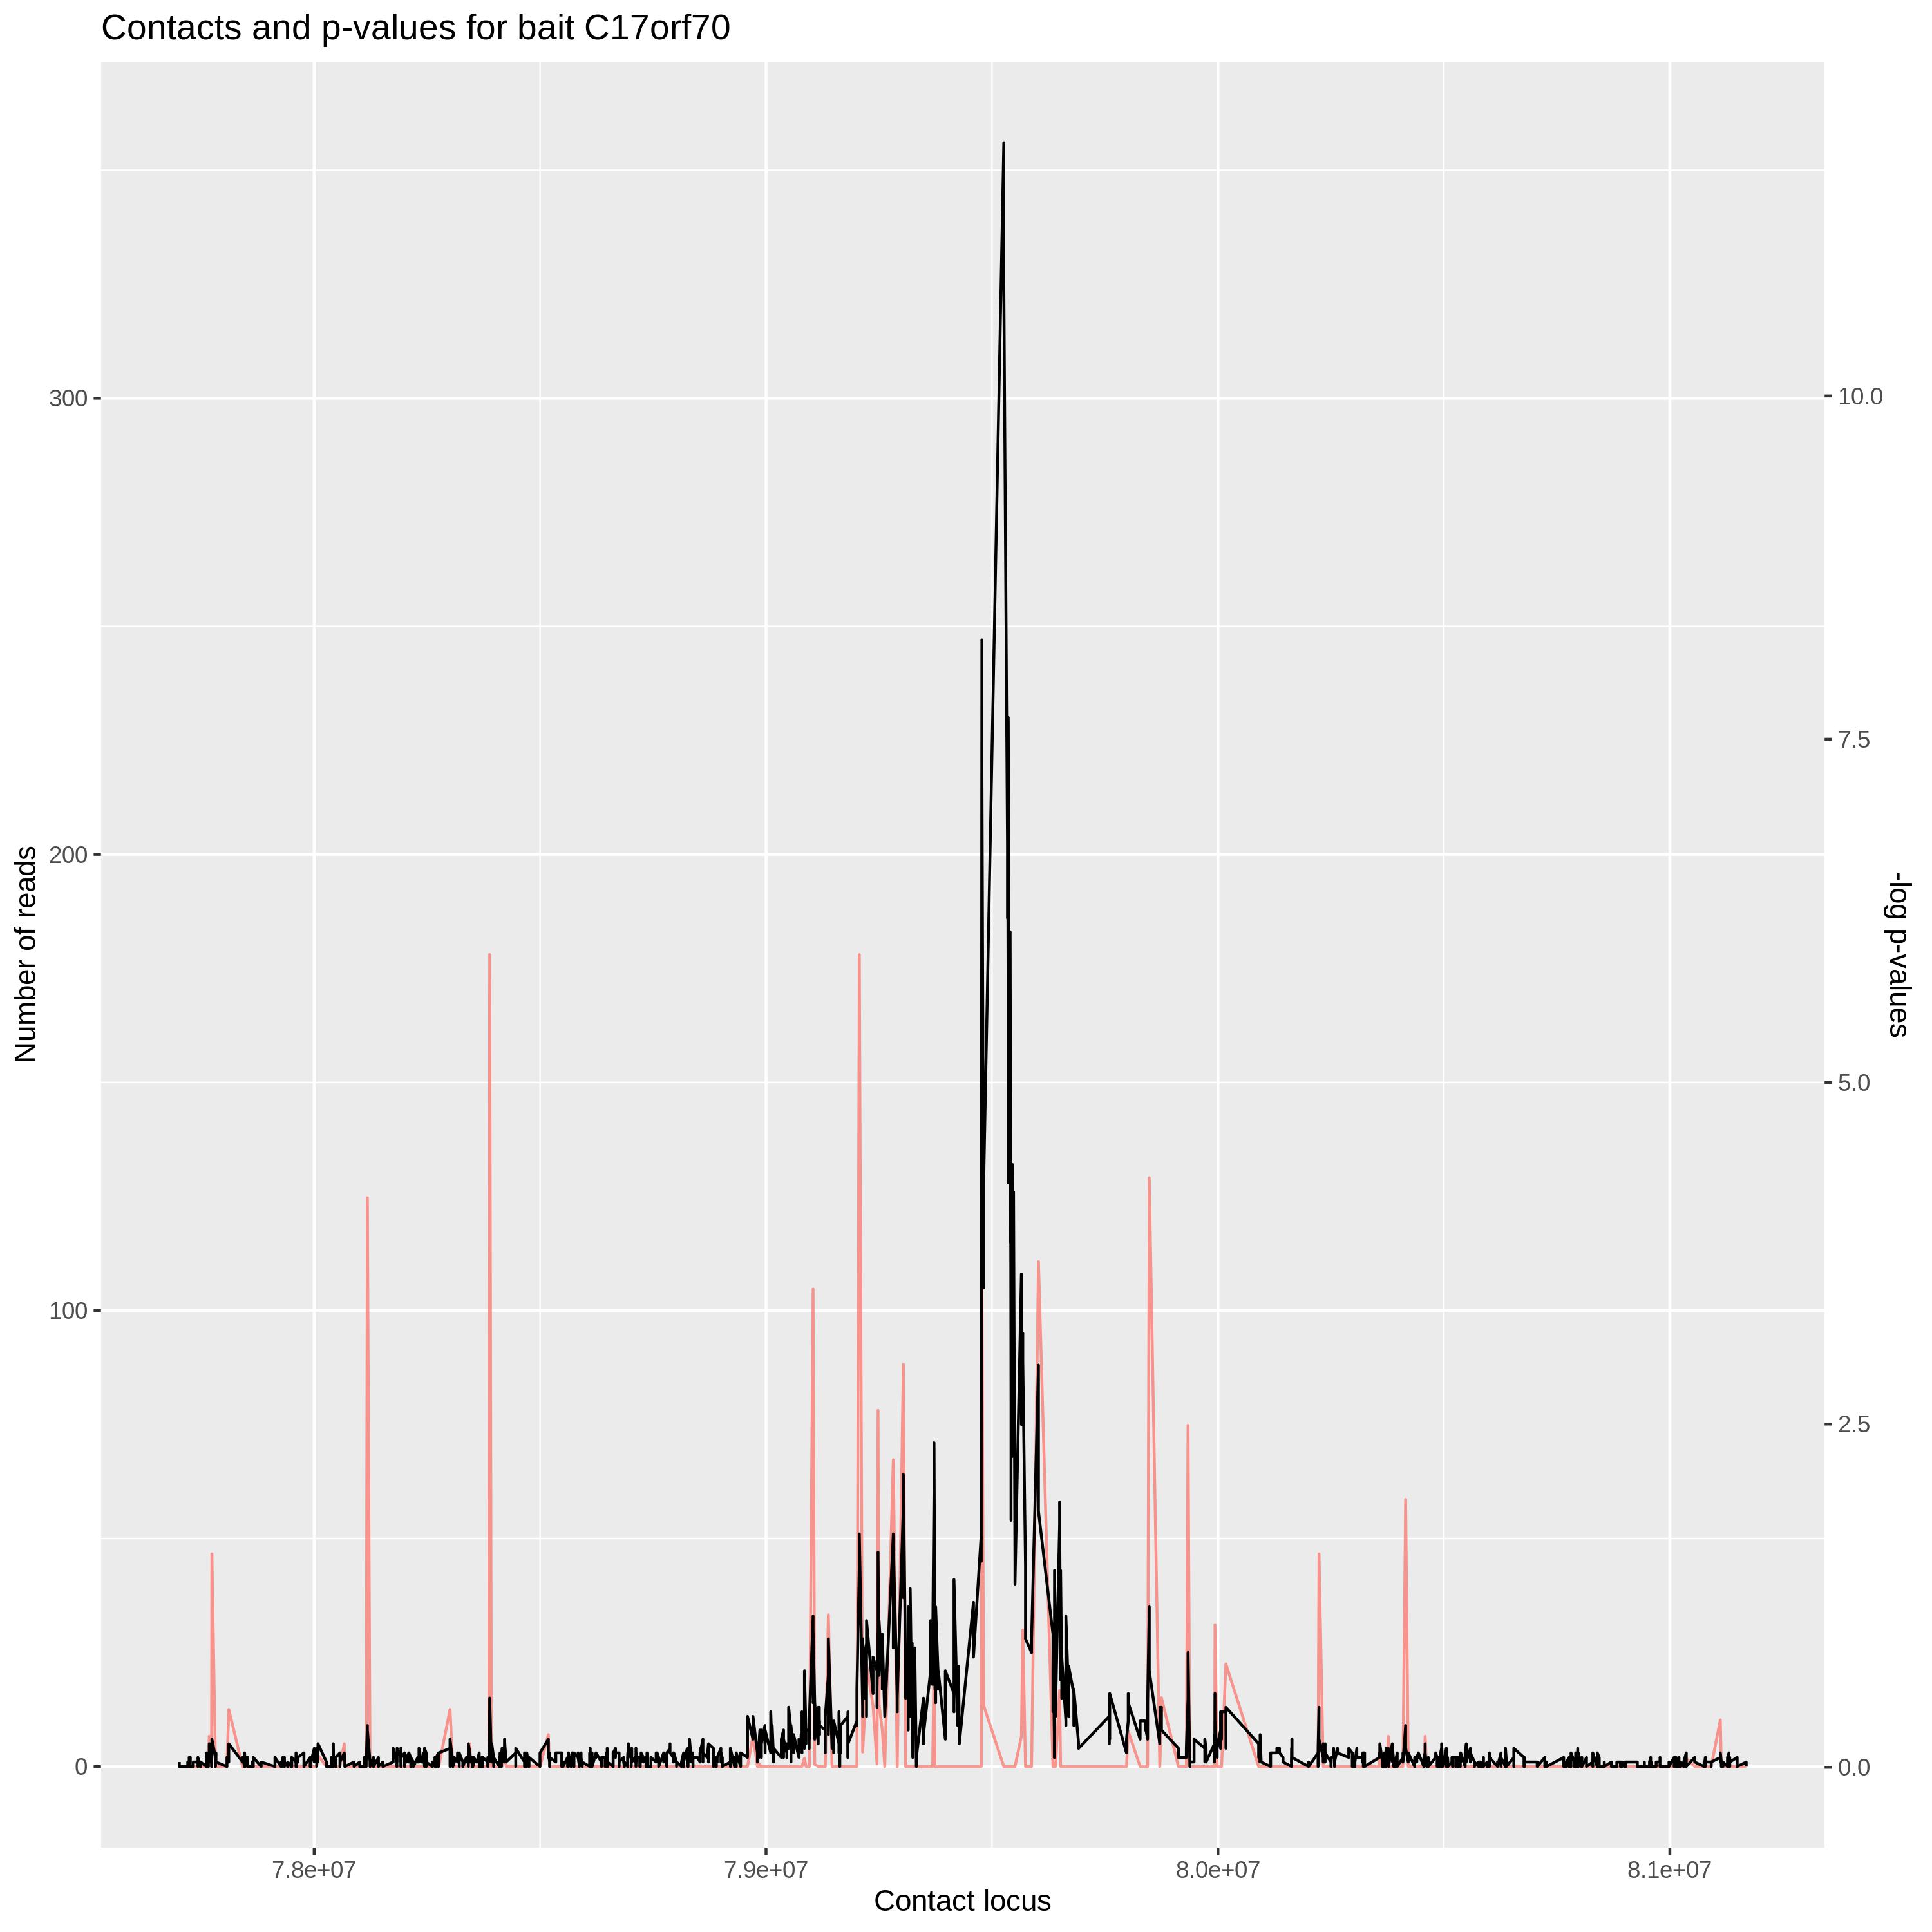 Contacts and p-values for bait C17orf70
300
200
100
0
Number of reads
10.0
7.5
5.0
2.5
0.0
-log p-values
7.8e+07
7.9e+07
8.0e+07
8.1e+07
Contact locus